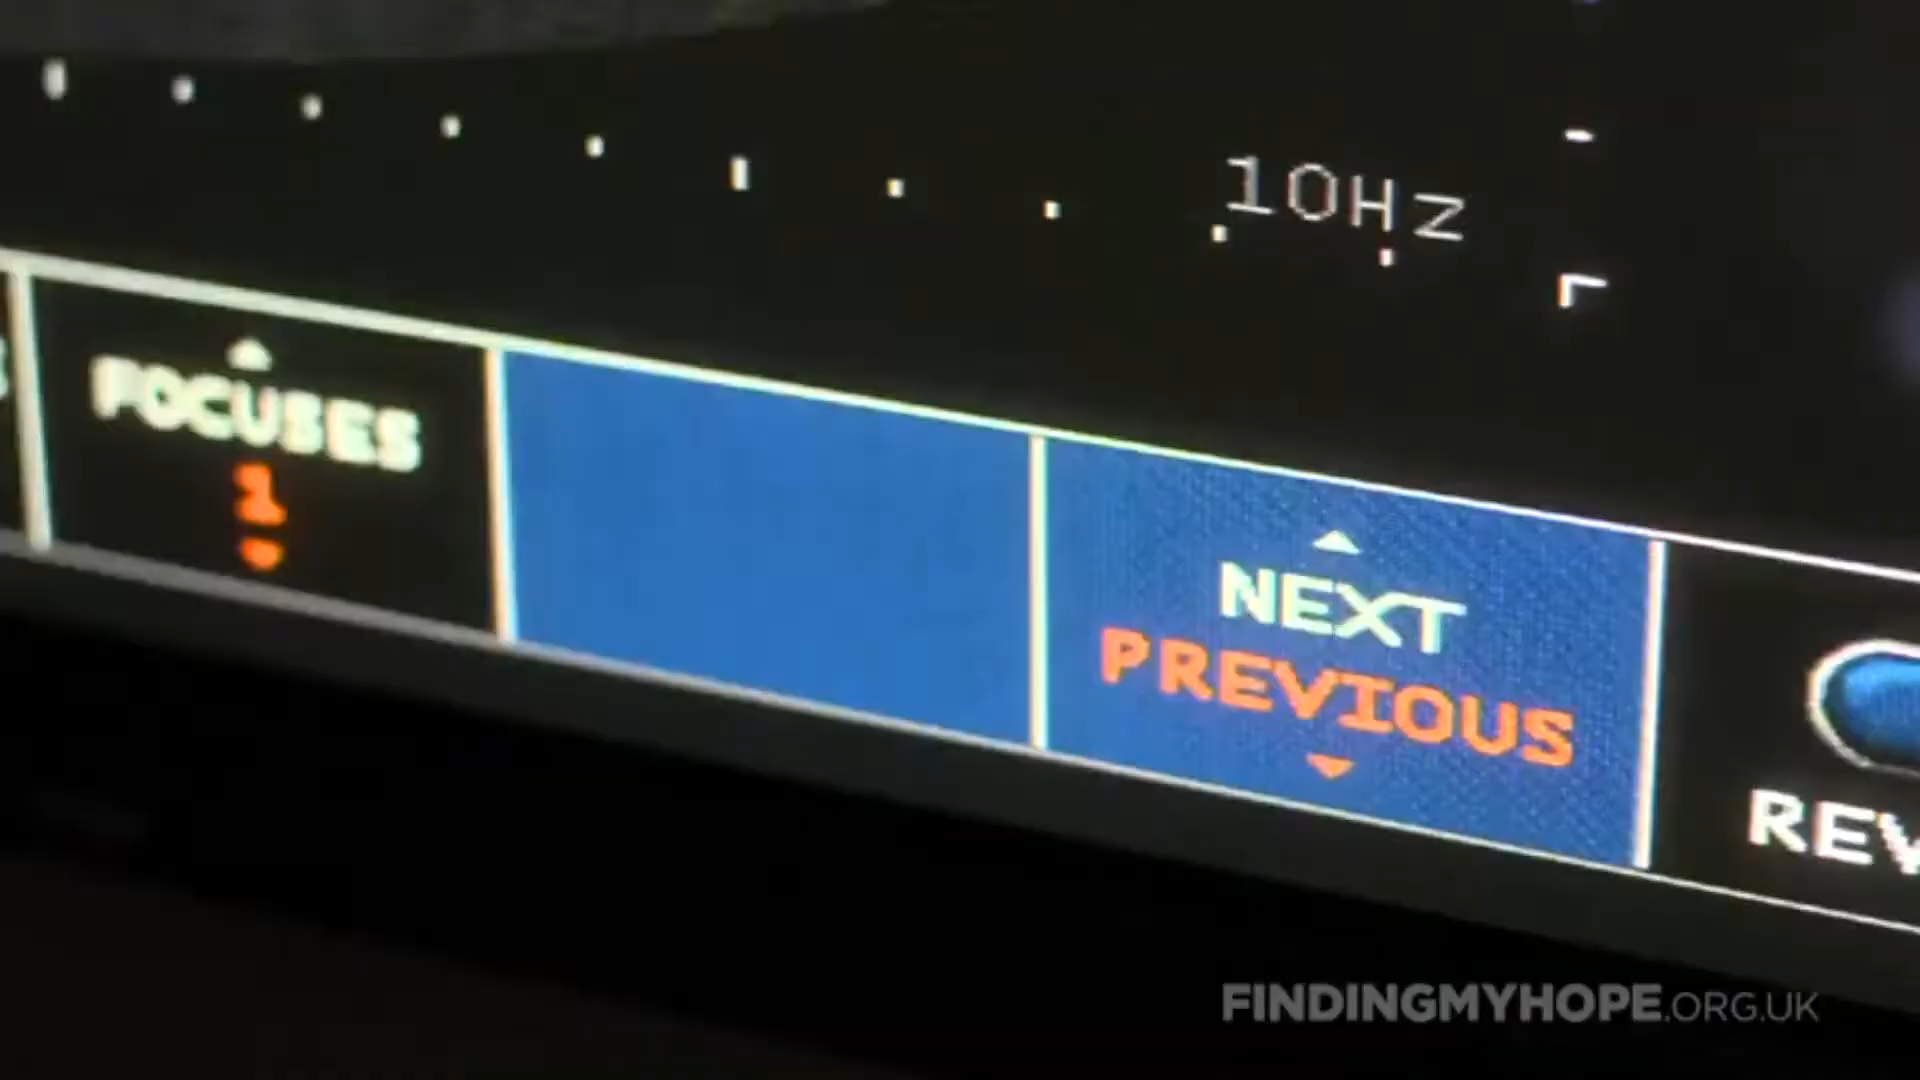 10Hz
FOCUSES
1
NEXT
PREVIOUS
REV
FINDINGMYHOPE.ORG.UK